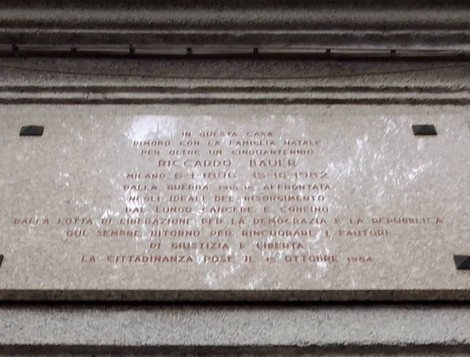 IN QUESTA CASA
DIMORÒ CON LA FAMIGLIA NATALE
PER OLTRE UN CINQUANTENNIO
RICCARDO BAUER
MILANO 6-1-1896 15-10-1982
DALLA GUERRA 1915-18 AFFRONTATA
NEGLI IDEALI DEL RISORGIMENTO
DAL LUNGO CARCERE E CONFINO
DALLA LOTTA DI LIBERAZIONE PER LA DEMOCRAZIA E LA REPUBBLICA
QUI SEMPRE RITORNÒ PER RINCUORARE I FAUTORI
DI GIUSTIZIA E LIBERTÀ
LA CITTADINANZA POSE IL 15 OTTOBRE 1984